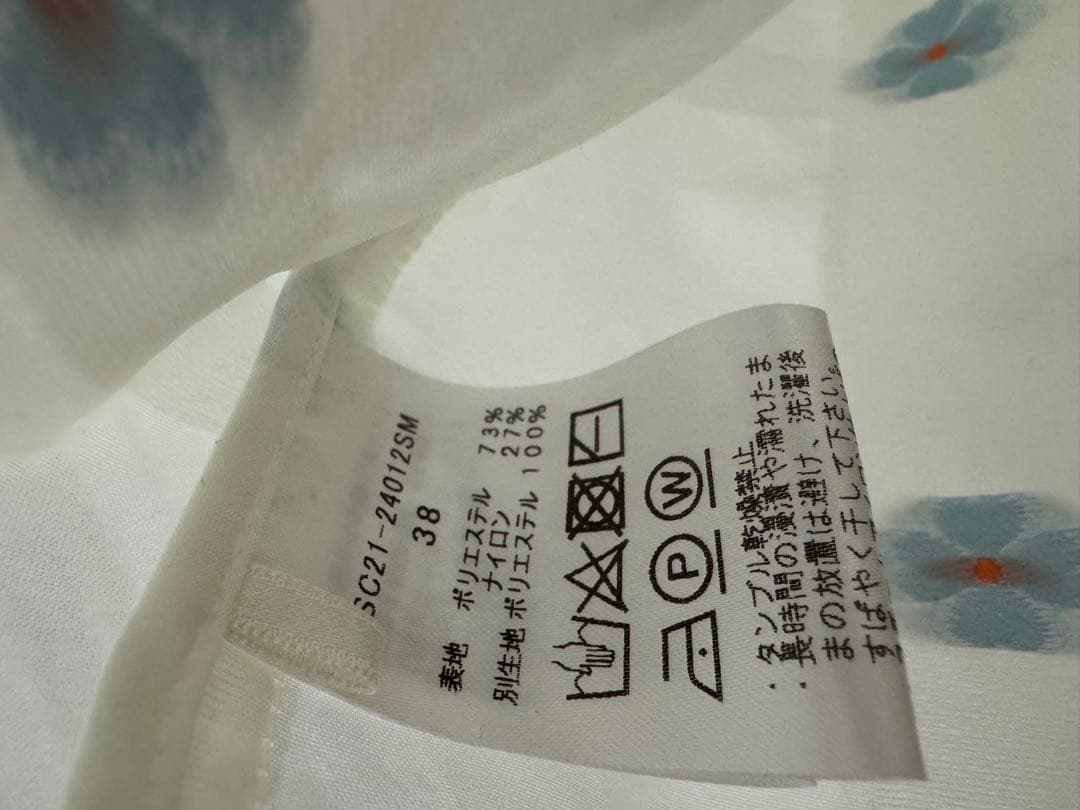 SC21-24012SM
38
表地 ポリエステル 73%
ナイロン 27%
別生地 ポリエステル 100%
P W
：タンブル乾燥禁止
：長時間の浸漬や濡れたま
まの放置は避け、洗濯後
すばやく干して下さい。